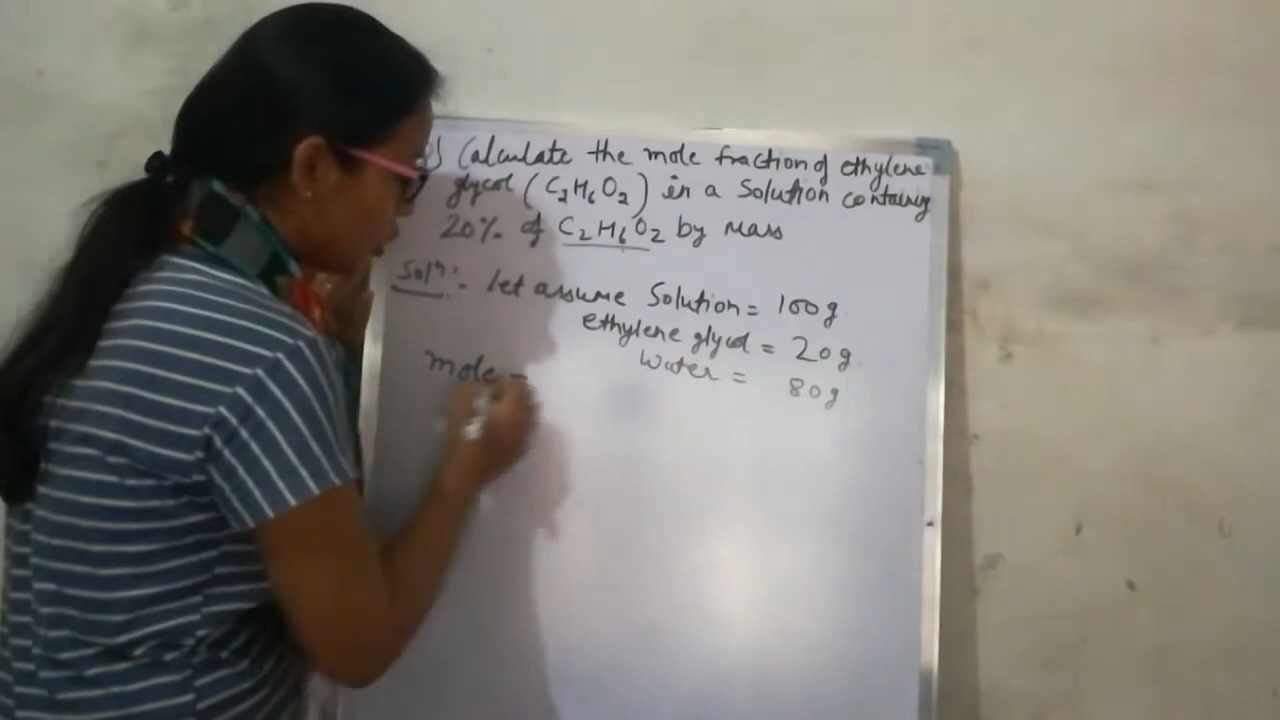 Calculate the mole fraction of ethylene
glycol (C₂H₆O₂) in a Solution containing
20% of C₂H₆O₂ by mass
Solⁿ:- let assume Solution = 100g
ethylene glycol = 20g
Water = 80g
mole =